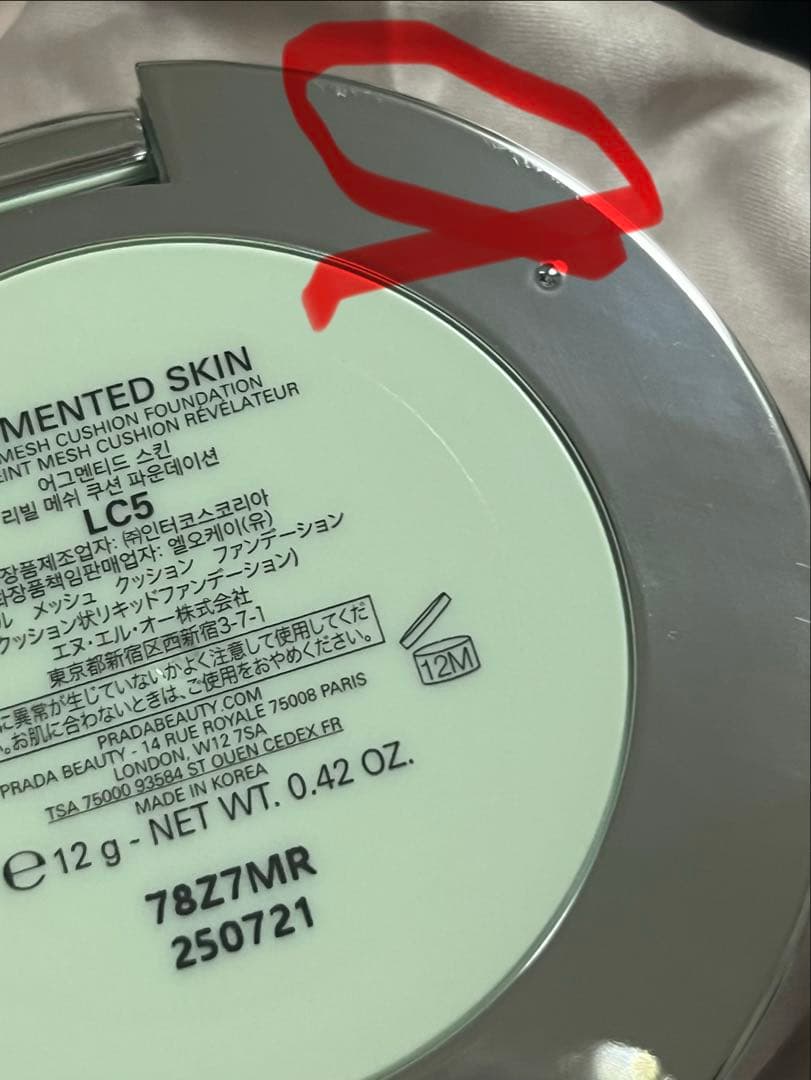 MENTED SKIN
MESH CUSHION FOUNDATION
EINT MESH CUSHION RÉVÉLATEUR
어그멘티드 스킨
리빌 메쉬 쿠션 파운데이션
LC5
장품제조업자: ㈜인터코스코리아
화장품책임판매업자: 엘오케이(유)
ル メッシュ クッション ファンデーション
クッション状リキッドファンデーション)
エヌ・エル・オー株式会社
東京都新宿区西新宿3-7-1
に異常が生じていないかよく注意して使用してくだ
い。お肌に合わないときは、ご使用をおやめください。
12M
PRADABEAUTY.COM
PRADA BEAUTY - 14 RUE ROYALE 75008 PARIS
LONDON, W12 7SA
TSA 75000 93584 ST OUEN CEDEX FR
MADE IN KOREA
℮12 g - NET WT. 0.42 OZ.
78Z7MR
250721